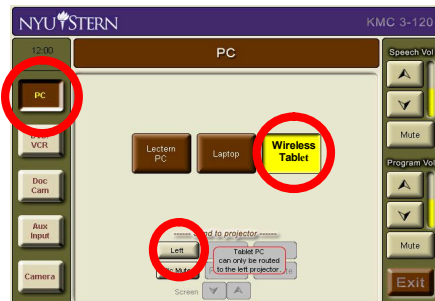 NYU STERN
KMC 3-120
12:00
PC
Speech Vol
PC
VCR
Lectern
PC
Laptop
Wireless
Tablet
Mute
Program Vol
Doc
Cam
Aux
Input
to projector
Left
Tablet PC
can only be routed
to the left projector
Mute
Mute
Camera
Screen
Exit